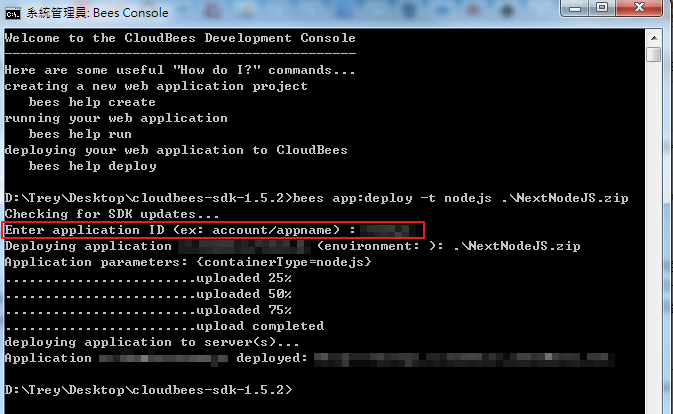 系統管理員: Bees Console
Welcome to the CloudBees Development Console
--------------------------------------------
Here are some useful "How do I?" commands...
creating a new web application project
   bees help create
running your web application
   bees help run
deploying your web application to CloudBees
   bees help deploy
D:\Trey\Desktop\cloudbees-sdk-1.5.2>bees app:deploy -t nodejs .\NextNodeJS.zip
Checking for SDK updates...
Enter application ID (ex: account/appname) :
Deploying application (environment: ): .\NextNodeJS.zip
Application parameters: {containerType=nodejs}
........................uploaded 25%
........................uploaded 50%
........................uploaded 75%
........................upload completed
deploying application to server(s)...
Application deployed:
D:\Trey\Desktop\cloudbees-sdk-1.5.2>